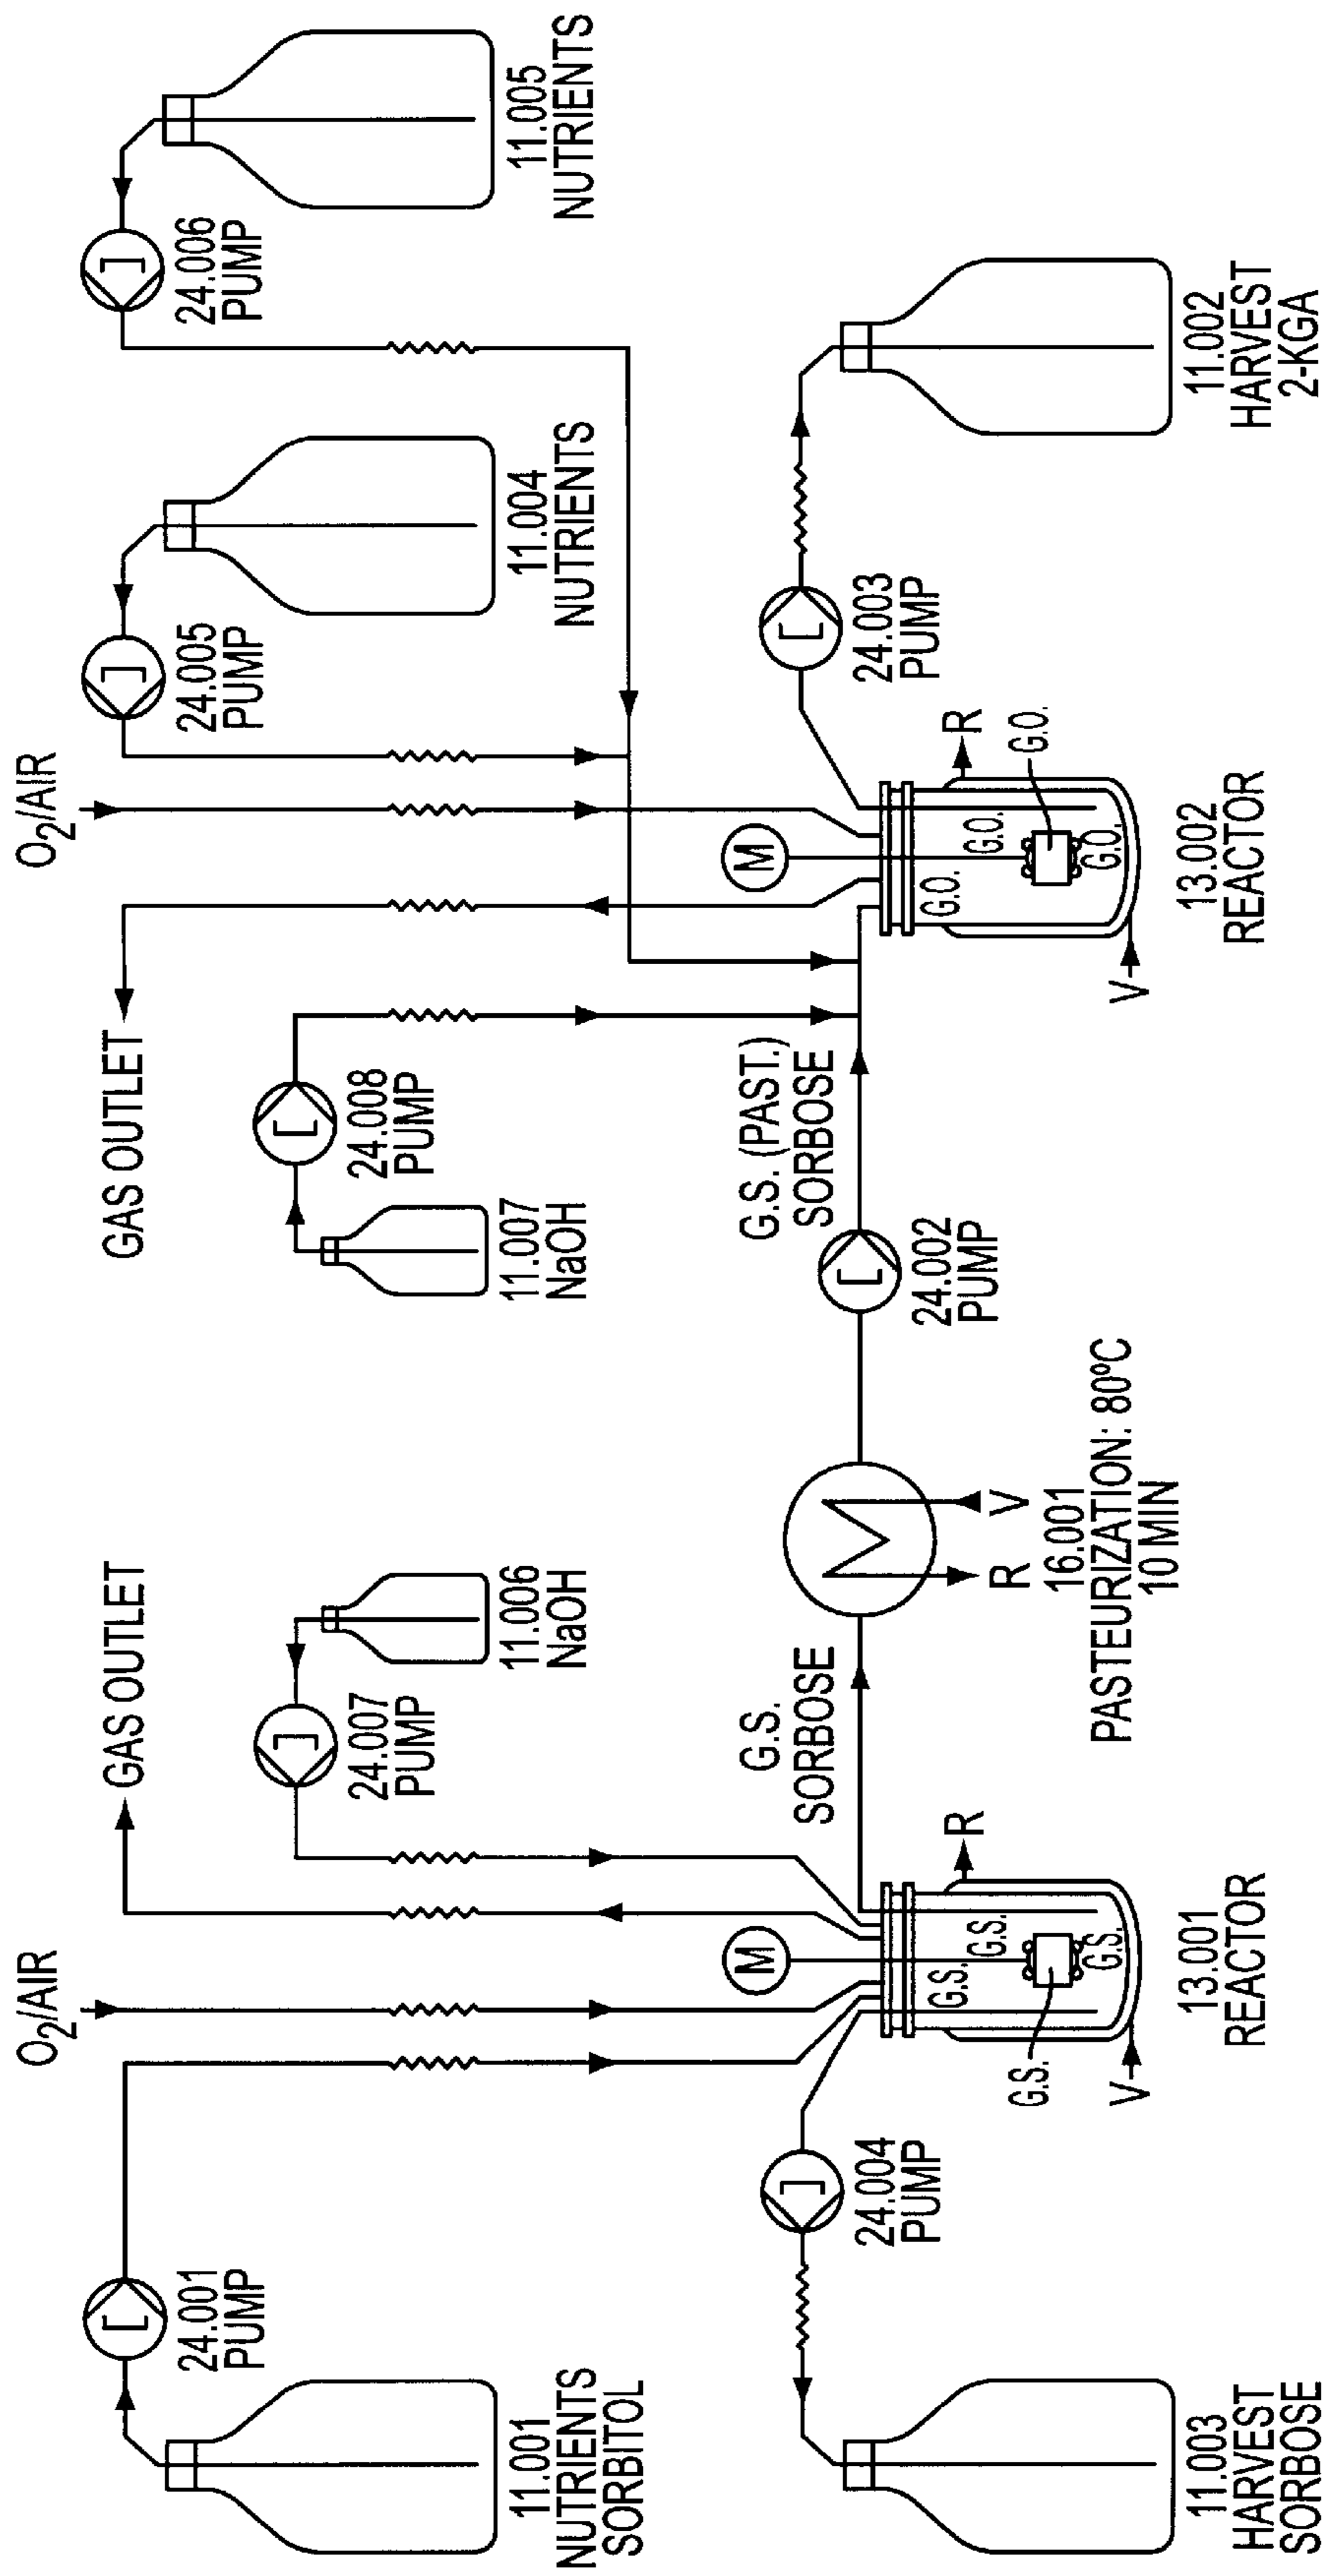 O2/AIR
GAS OUTLET
O2/AIR
GAS OUTLET
24.001
PUMP
11.001
NUTRIENTS
SORBITOL
24.007
PUMP
11.006
NaOH
24.008
PUMP
11.007
NaOH
24.005
PUMP
11.004
NUTRIENTS
24.006
PUMP
11.005
NUTRIENTS
24.004
PUMP
11.003
HARVEST
SORBOSE
M
G.S.
G.S.
G.S.
G.S.
R
V
13.001
REACTOR
G.S.
SORBOSE
R
V
16.001
PASTEURIZATION: 80ºC
10 MIN
24.002
PUMP
G.S. (PAST.)
SORBOSE
M
G.O.
G.O.
G.O.
G.O.
R
V
13.002
REACTOR
24.003
PUMP
11.002
HARVEST
2-KGA